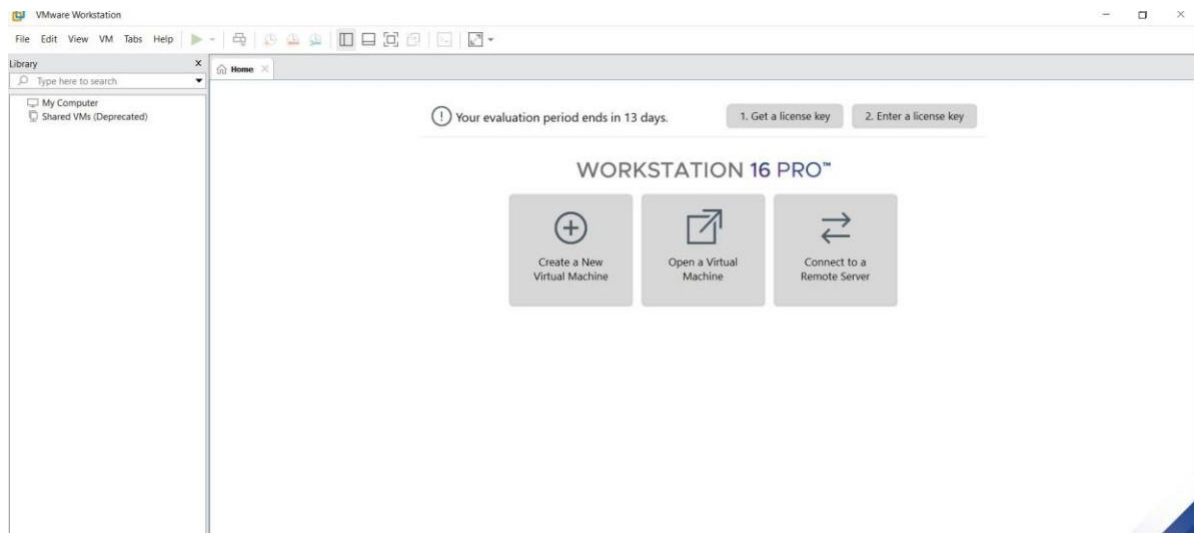 VMware Workstation
File Edit View VM Tabs Help
Library
Type here to search
My Computer
Shared VMs (Deprecated)
Home
Your evaluation period ends in 13 days.
1. Get a license key
2. Enter a license key
WORKSTATION 16 PRO™
Create a New
Virtual Machine
Open a Virtual
Machine
Connect to a
Remote Server